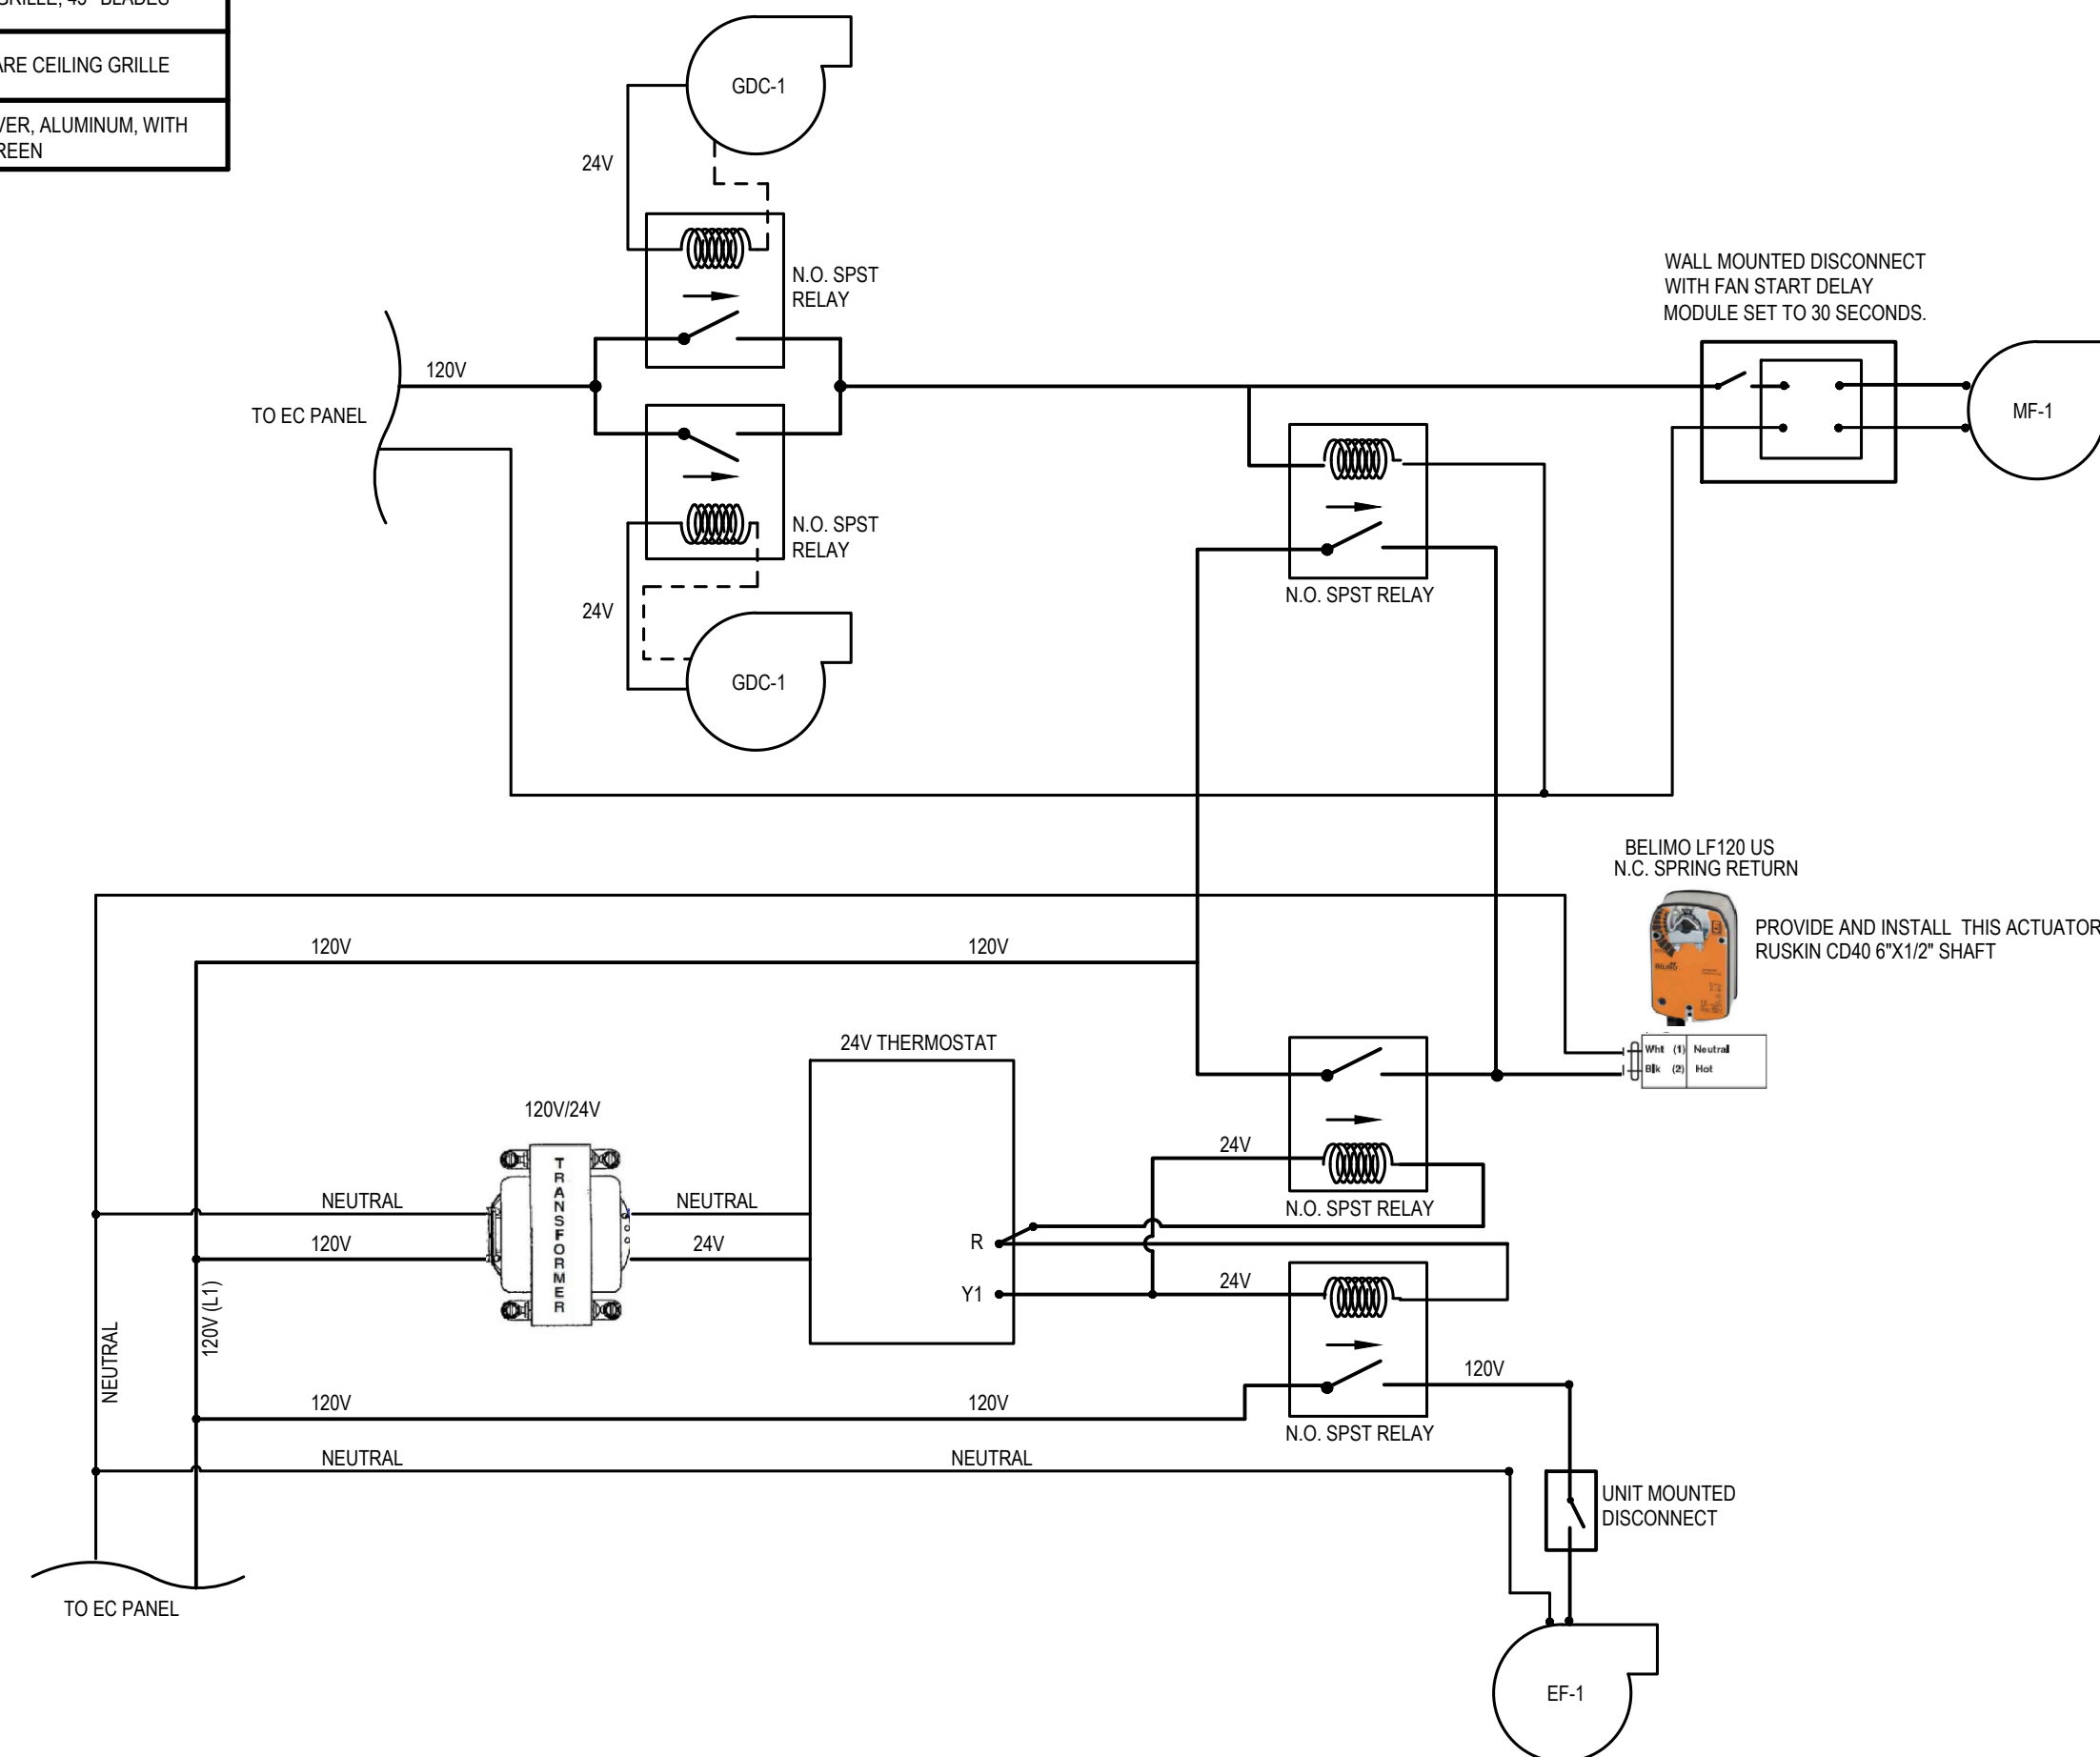 GRILLE, 45° BLADES
ARE CEILING GRILLE
VER, ALUMINUM, WITH
REEN
GDC-1
24V
N.O. SPST
RELAY
WALL MOUNTED DISCONNECT
WITH FAN START DELAY
MODULE SET TO 30 SECONDS.
120V
TO EC PANEL
MF-1
N.O. SPST
RELAY
N.O. SPST RELAY
24V
GDC-1
BELIMO LF120 US
N.C. SPRING RETURN
PROVIDE AND INSTALL THIS ACTUATOR
RUSKIN CD40 6"X1/2" SHAFT
BELIMO
120V
120V
24V THERMOSTAT
Wht (1) Neutral
Blk (2) Hot
120V/24V
TRANSFORMER
24V
NEUTRAL
NEUTRAL
N.O. SPST RELAY
120V
24V
R
24V
Y1
120V (L1)
NEUTRAL
120V
120V
120V
N.O. SPST RELAY
NEUTRAL
NEUTRAL
UNIT MOUNTED
DISCONNECT
TO EC PANEL
EF-1